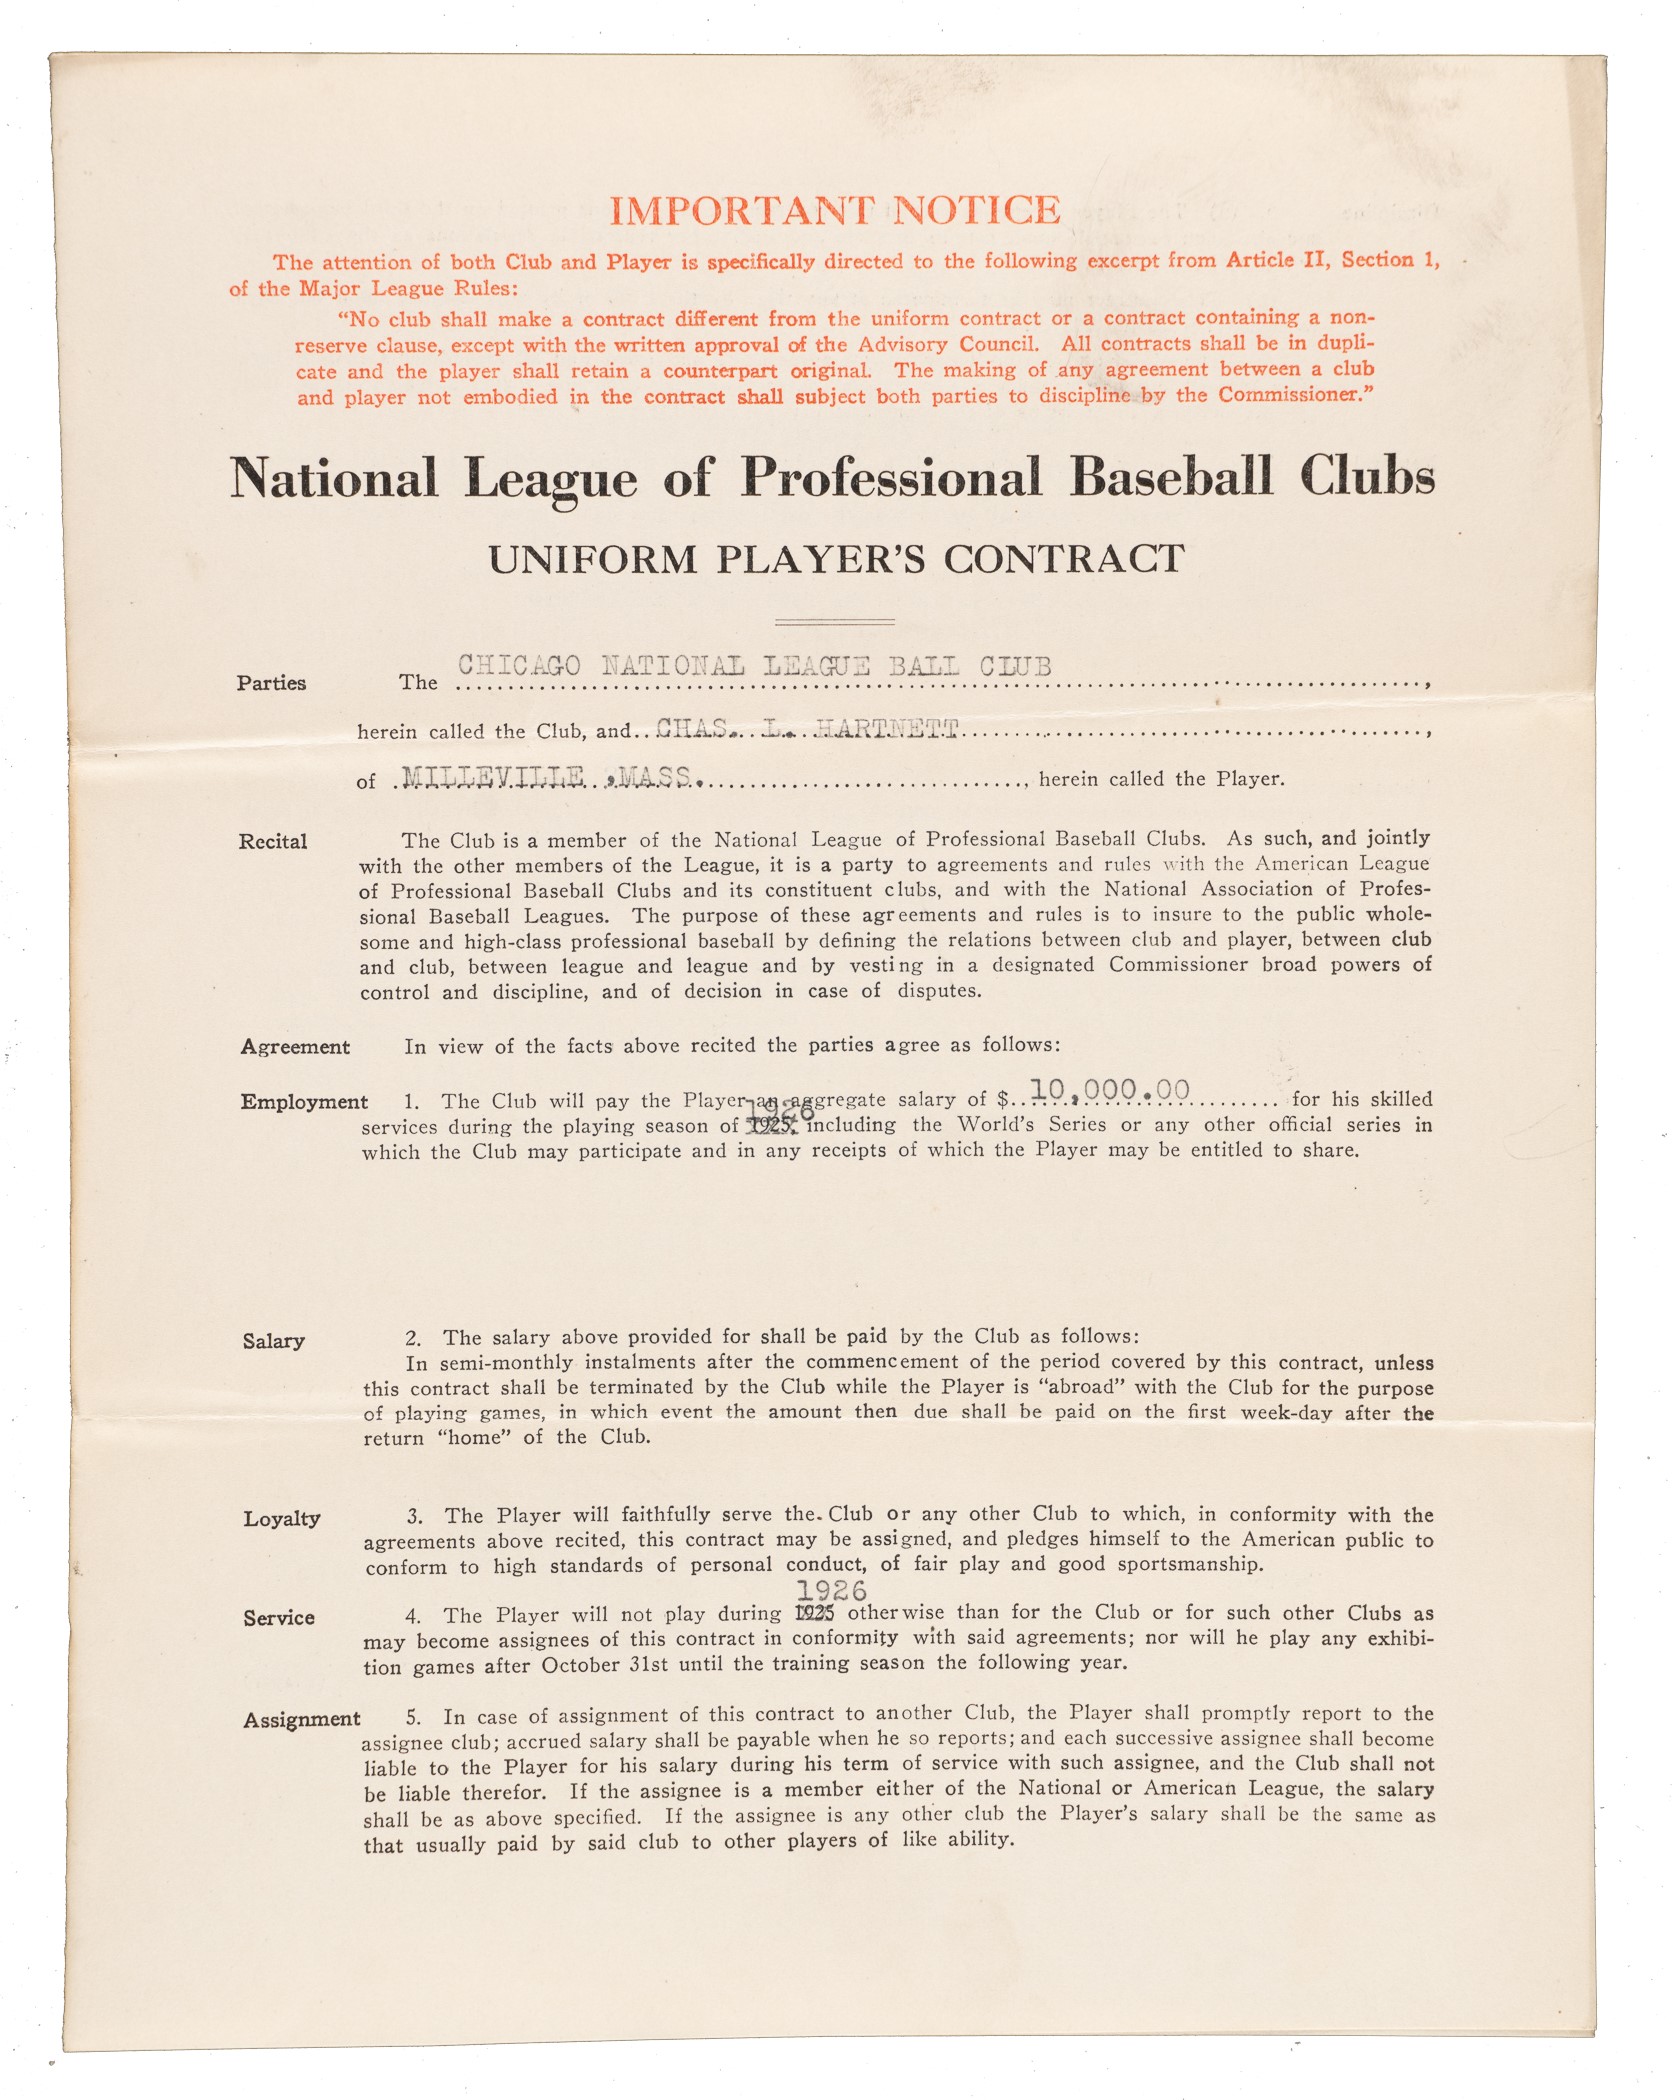 IMPORTANT NOTICE
The attention of both Club and Player is specifically directed to the following excerpt from Article II, Section 1,
of the Major League Rules:
“No club shall make a contract different from the uniform contract or a contract containing a non-
reserve clause, except with the written approval of the Advisory Council. All contracts shall be in dupli-
cate and the player shall retain a counterpart original. The making of any agreement between a club
and player not embodied in the contract shall subject both parties to discipline by the Commissioner.”
National League of Professional Baseball Clubs
UNIFORM PLAYER’S CONTRACT
Parties The CHICAGO NATIONAL LEAGUE BALL CLUB,
herein called the Club, and CHAS. L. HARTNETT,
of MILLEVILLE ,MASS., herein called the Player.
Recital The Club is a member of the National League of Professional Baseball Clubs. As such, and jointly
with the other members of the League, it is a party to agreements and rules with the American League
of Professional Baseball Clubs and its constituent clubs, and with the National Association of Profes-
sional Baseball Leagues. The purpose of these agreements and rules is to insure to the public whole-
some and high-class professional baseball by defining the relations between club and player, between club
and club, between league and league and by vesting in a designated Commissioner broad powers of
control and discipline, and of decision in case of disputes.
Agreement In view of the facts above recited the parties agree as follows:
Employment 1. The Club will pay the Player an aggregate salary of $ 10,000.00 for his skilled
1926
services during the playing season of 1925, including the World’s Series or any other official series in
which the Club may participate and in any receipts of which the Player may be entitled to share.
Salary 2. The salary above provided for shall be paid by the Club as follows:
In semi-monthly instalments after the commencement of the period covered by this contract, unless
this contract shall be terminated by the Club while the Player is “abroad” with the Club for the purpose
of playing games, in which event the amount then due shall be paid on the first week-day after the
return “home” of the Club.
Loyalty 3. The Player will faithfully serve the Club or any other Club to which, in conformity with the
agreements above recited, this contract may be assigned, and pledges himself to the American public to
conform to high standards of personal conduct, of fair play and good sportsmanship.
1926
Service 4. The Player will not play during 1925 otherwise than for the Club or for such other Clubs as
may become assignees of this contract in conformity with said agreements; nor will he play any exhibi-
tion games after October 31st until the training season the following year.
Assignment 5. In case of assignment of this contract to another Club, the Player shall promptly report to the
assignee club; accrued salary shall be payable when he so reports; and each successive assignee shall become
liable to the Player for his salary during his term of service with such assignee, and the Club shall not
be liable therefor. If the assignee is a member either of the National or American League, the salary
shall be as above specified. If the assignee is any other club the Player’s salary shall be the same as
that usually paid by said club to other players of like ability.